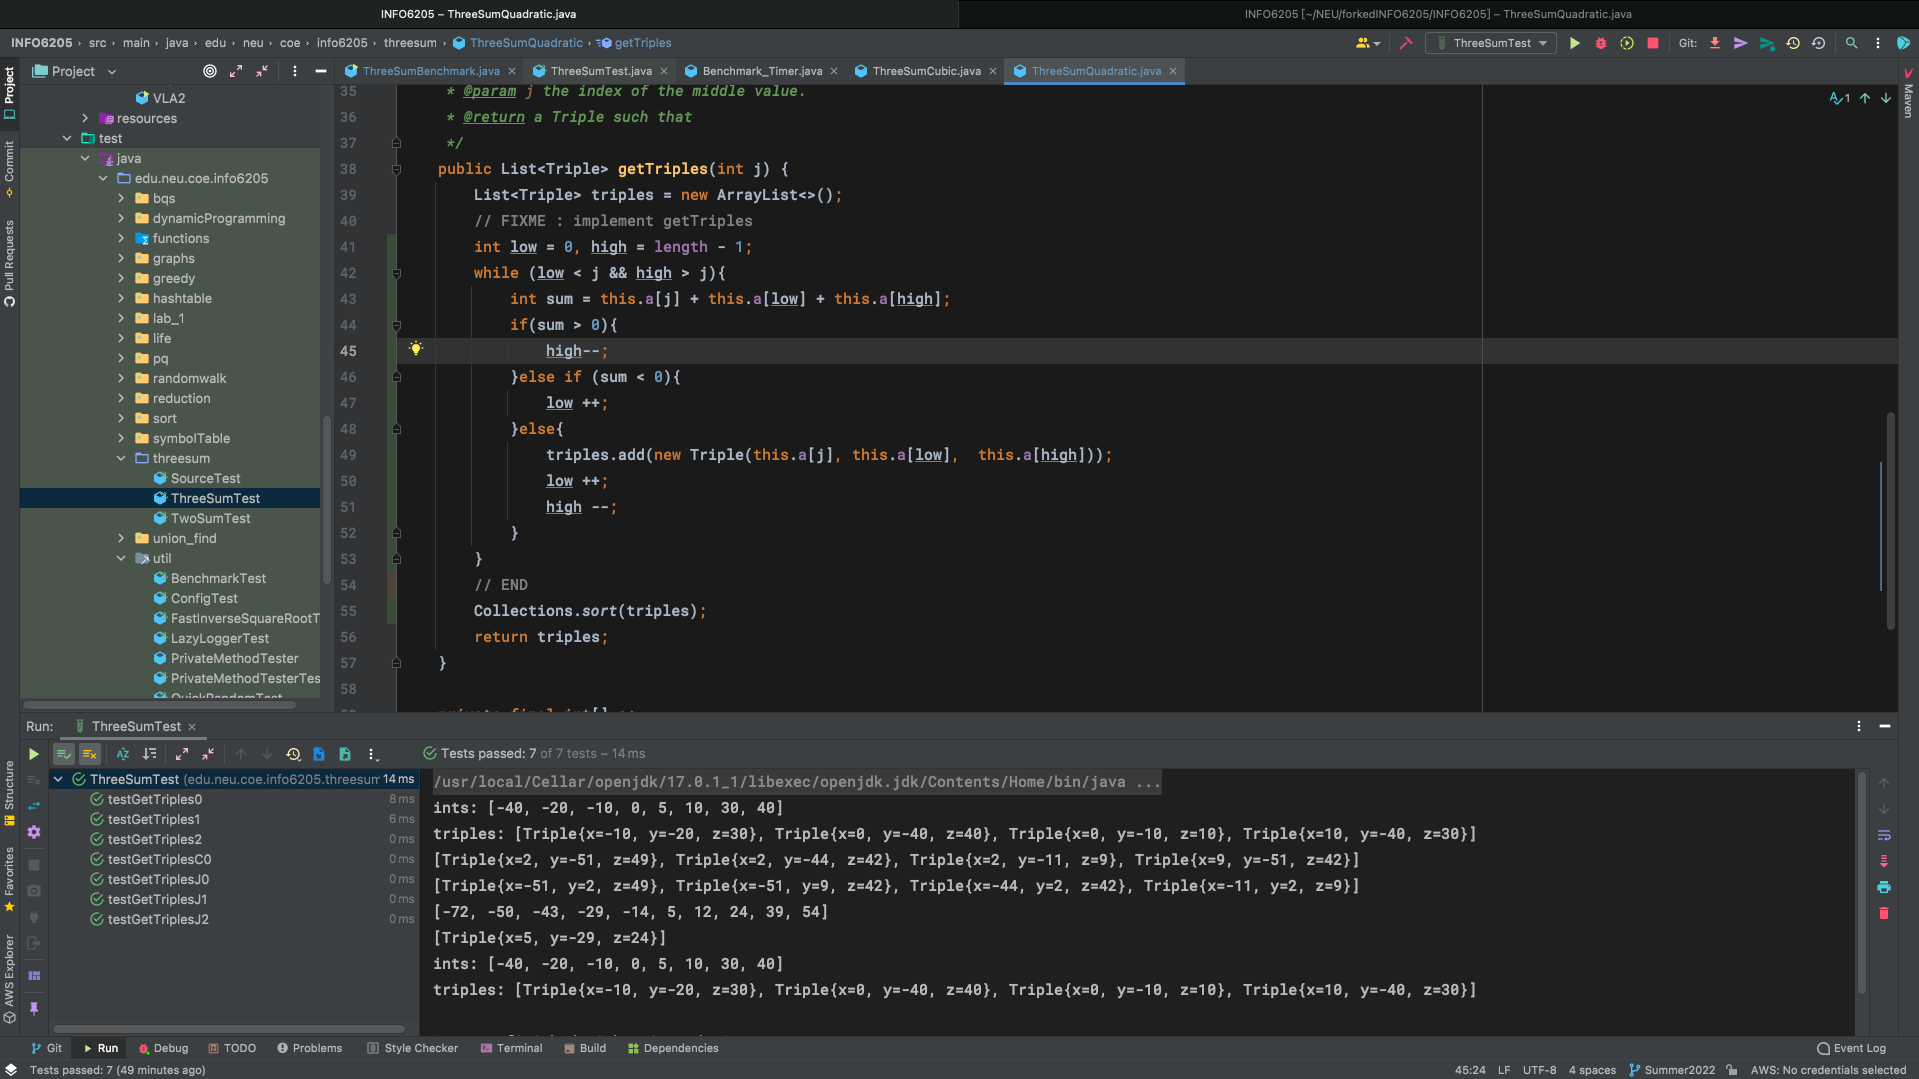 INFO6205 – ThreeSumQuadratic.java
INFO6205 [~/NEU/forkedINFO6205/INFO6205] – ThreeSumQuadratic.java
INFO6205 › src › main › java › edu › neu › coe › info6205 › threesum › ThreeSumQuadratic › getTriples
ThreeSumTest
Git:
Project
ThreeSumBenchmark.java
ThreeSumTest.java
Benchmark_Timer.java
ThreeSumCubic.java
ThreeSumQuadratic.java
Project
Commit
Pull Requests
Structure
Favorites
AWS Explorer
Maven
VLA2
resources
test
java
edu.neu.coe.info6205
bqs
dynamicProgramming
functions
graphs
greedy
hashtable
lab_1
life
pq
randomwalk
reduction
sort
symbolTable
threesum
SourceTest
ThreeSumTest
TwoSumTest
union_find
util
BenchmarkTest
ConfigTest
FastInverseSquareRootT
LazyLoggerTest
PrivateMethodTester
PrivateMethodTesterTes
QuickRandomTest
1
35 * @param j the index of the middle value.
36 * @return a Triple such that
37 */
38 public List<Triple> getTriples(int j) {
39 List<Triple> triples = new ArrayList<>();
40 // FIXME : implement getTriples
41 int low = 0, high = length - 1;
42 while (low < j && high > j){
43 int sum = this.a[j] + this.a[low] + this.a[high];
44 if(sum > 0){
45 high--;
46 }else if (sum < 0){
47 low ++;
48 }else{
49 triples.add(new Triple(this.a[j], this.a[low],  this.a[high]));
50 low ++;
51 high --;
52 }
53 }
54 // END
55 Collections.sort(triples);
56 return triples;
57 }
58
Run: ThreeSumTest
Tests passed: 7 of 7 tests – 14 ms
ThreeSumTest (edu.neu.coe.info6205.threesum 14 ms
testGetTriples0 8 ms
testGetTriples1 6 ms
testGetTriples2 0 ms
testGetTriplesC0 0 ms
testGetTriplesJ0 0 ms
testGetTriplesJ1 0 ms
testGetTriplesJ2 0 ms
/usr/local/Cellar/openjdk/17.0.1_1/libexec/openjdk.jdk/Contents/Home/bin/java ...
ints: [-40, -20, -10, 0, 5, 10, 30, 40]
triples: [Triple{x=-10, y=-20, z=30}, Triple{x=0, y=-40, z=40}, Triple{x=0, y=-10, z=10}, Triple{x=10, y=-40, z=30}]
[Triple{x=2, y=-51, z=49}, Triple{x=2, y=-44, z=42}, Triple{x=2, y=-11, z=9}, Triple{x=9, y=-51, z=42}]
[Triple{x=-51, y=2, z=49}, Triple{x=-51, y=9, z=42}, Triple{x=-44, y=2, z=42}, Triple{x=-11, y=2, z=9}]
[-72, -50, -43, -29, -14, 5, 12, 24, 39, 54]
[Triple{x=5, y=-29, z=24}]
ints: [-40, -20, -10, 0, 5, 10, 30, 40]
triples: [Triple{x=-10, y=-20, z=30}, Triple{x=0, y=-40, z=40}, Triple{x=0, y=-10, z=10}, Triple{x=10, y=-40, z=30}]
Git Run Debug TODO Problems Style Checker Terminal Build Dependencies Event Log
Tests passed: 7 (49 minutes ago) 45:24 LF UTF-8 4 spaces Summer2022 AWS: No credentials selected